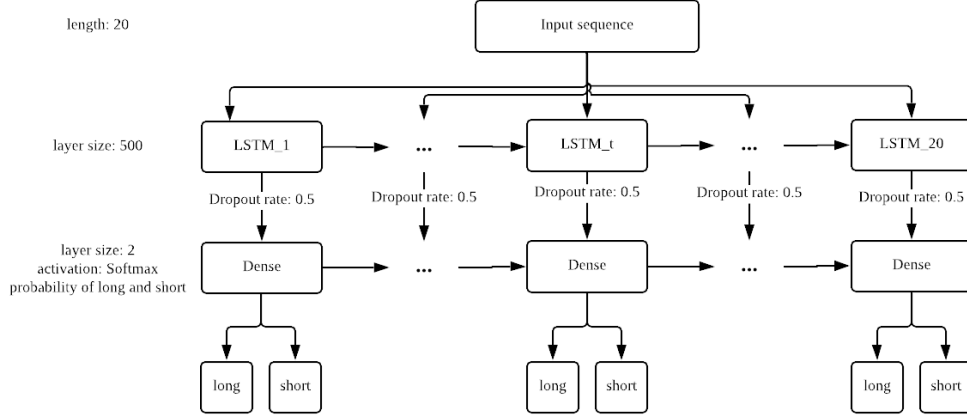 length: 20
Input sequence
layer size: 500
LSTM_1
...
LSTM_t
...
LSTM_20
Dropout rate: 0.5
Dropout rate: 0.5
Dropout rate: 0.5
Dropout rate: 0.5
Dropout rate: 0.5
layer size: 2
activation: Softmax
probability of long and short
Dense
...
Dense
...
Dense
long
short
long
short
long
short